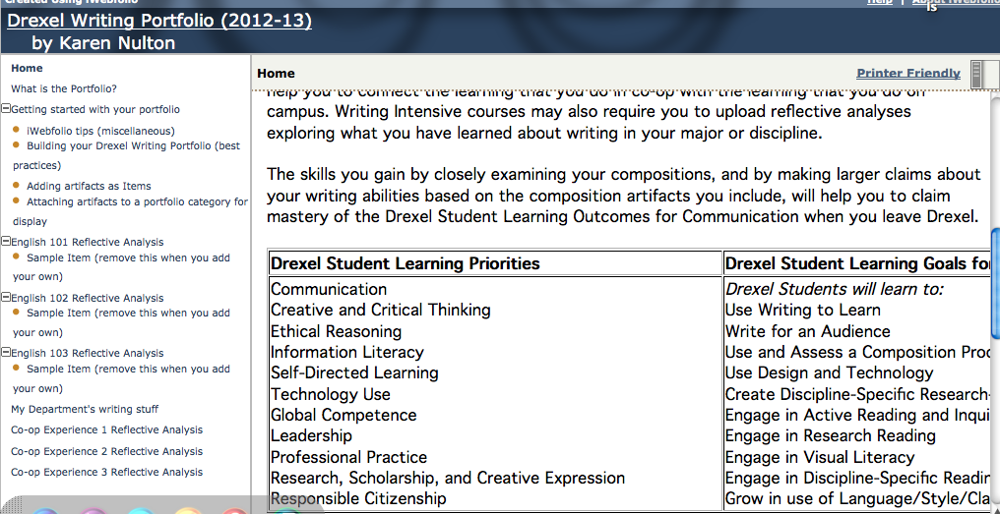 Created using iWebfolio
Help | About iWebfolio
Is
Drexel Writing Portfolio (2012-13)
by Karen Nulton
Home
What is the Portfolio?
Getting started with your portfolio
iWebfolio tips (miscellaneous)
Building your Drexel Writing Portfolio (best
practices)
Adding artifacts as Items
Attaching artifacts to a portfolio category for
display
English 101 Reflective Analysis
Sample Item (remove this when you add
your own)
English 102 Reflective Analysis
Sample Item (remove this when you add
your own)
English 103 Reflective Analysis
Sample Item (remove this when you add
your own)
My Department's writing stuff
Co-op Experience 1 Reflective Analysis
Co-op Experience 2 Reflective Analysis
Co-op Experience 3 Reflective Analysis
Home
Printer Friendly
help you to connect the learning that you do in co-op with the learning that you do on
campus. Writing Intensive courses may also require you to upload reflective analyses
exploring what you have learned about writing in your major or discipline.
The skills you gain by closely examining your compositions, and by making larger claims about
your writing abilities based on the composition artifacts you include, will help you to claim
mastery of the Drexel Student Learning Outcomes for Communication when you leave Drexel.
Drexel Student Learning Priorities
Communication
Creative and Critical Thinking
Ethical Reasoning
Information Literacy
Self-Directed Learning
Technology Use
Global Competence
Leadership
Professional Practice
Research, Scholarship, and Creative Expression
Responsible Citizenship
Drexel Student Learning Goals fo
Drexel Students will learn to:
Use Writing to Learn
Write for an Audience
Use and Assess a Composition Proc
Use Design and Technology
Create Discipline-Specific Research-
Engage in Active Reading and Inqui
Engage in Research Reading
Engage in Visual Literacy
Engage in Discipline-Specific Readin
Grow in use of Language/Style/Cla